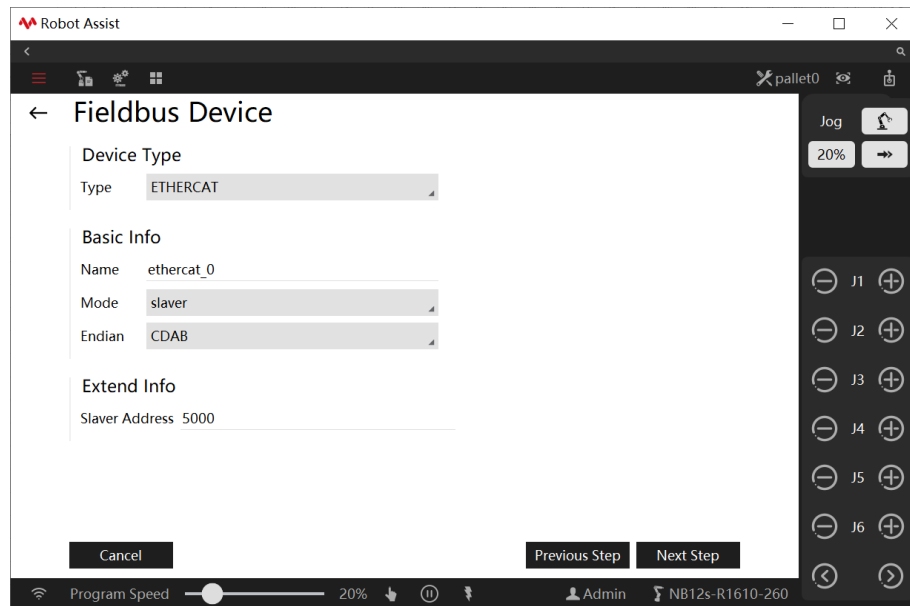 Robot Assist
pallet0
Fieldbus Device
Device Type
Type ETHERCAT
Basic Info
Name ethercat_0
Mode slaver
Endian CDAB
Extend Info
Slaver Address 5000
Cancel Previous Step Next Step
Jog
20%
J1
J2
J3
J4
J5
J6
Program Speed 20% Admin NB12s-R1610-260